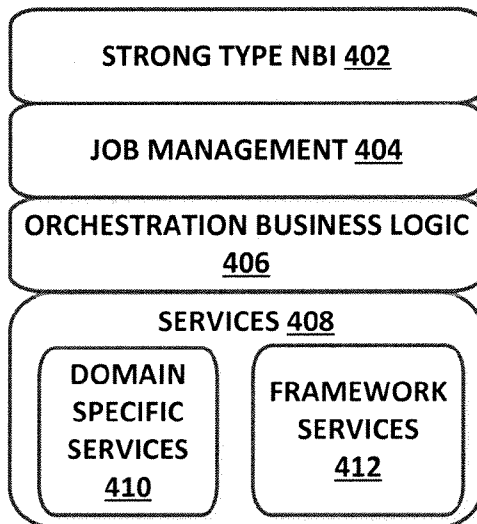 STRONG TYPE NBI 402
JOB MANAGEMENT 404
ORCHESTRATION BUSINESS LOGIC
406
SERVICES 408
DOMAIN
SPECIFIC
SERVICES
410
FRAMEWORK
SERVICES
412